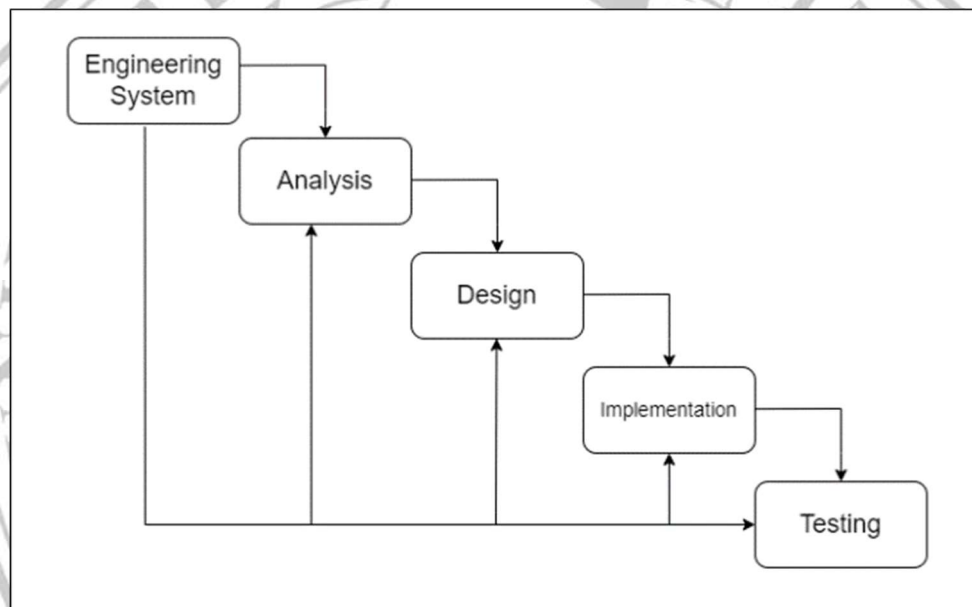 Engineering
System
Analysis
Design
Implementation
Testing